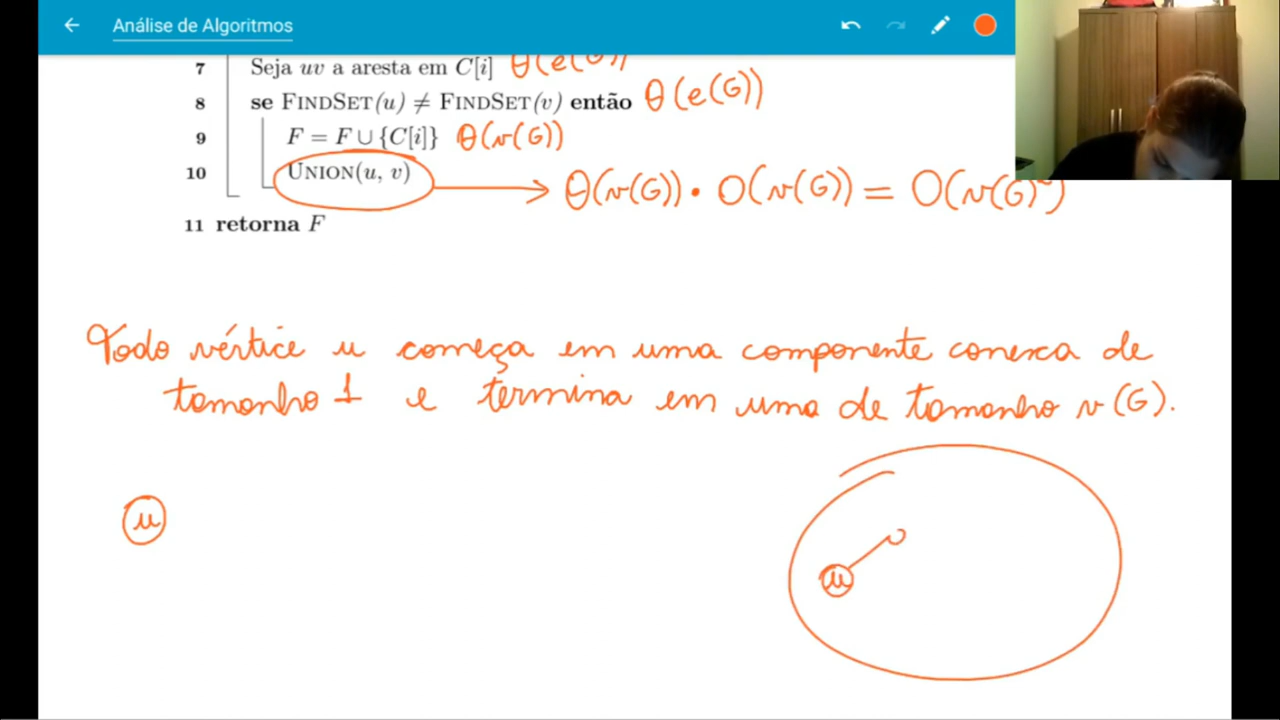 Análise de Algoritmos
7 Seja uv a aresta em C[i] Θ(e(G))
8 se FINDSET(u) ≠ FINDSET(v) então Θ(e(G))
9 F = F ∪ {C[i]} Θ(v(G))
10 UNION(u, v) → Θ(v(G)) · O(v(G)) = O(v(G)²)
11 retorna F
Todo vértice u começa em uma componente conexa de
tamanho 1 e termina em uma de tamanho v(G).
u
u